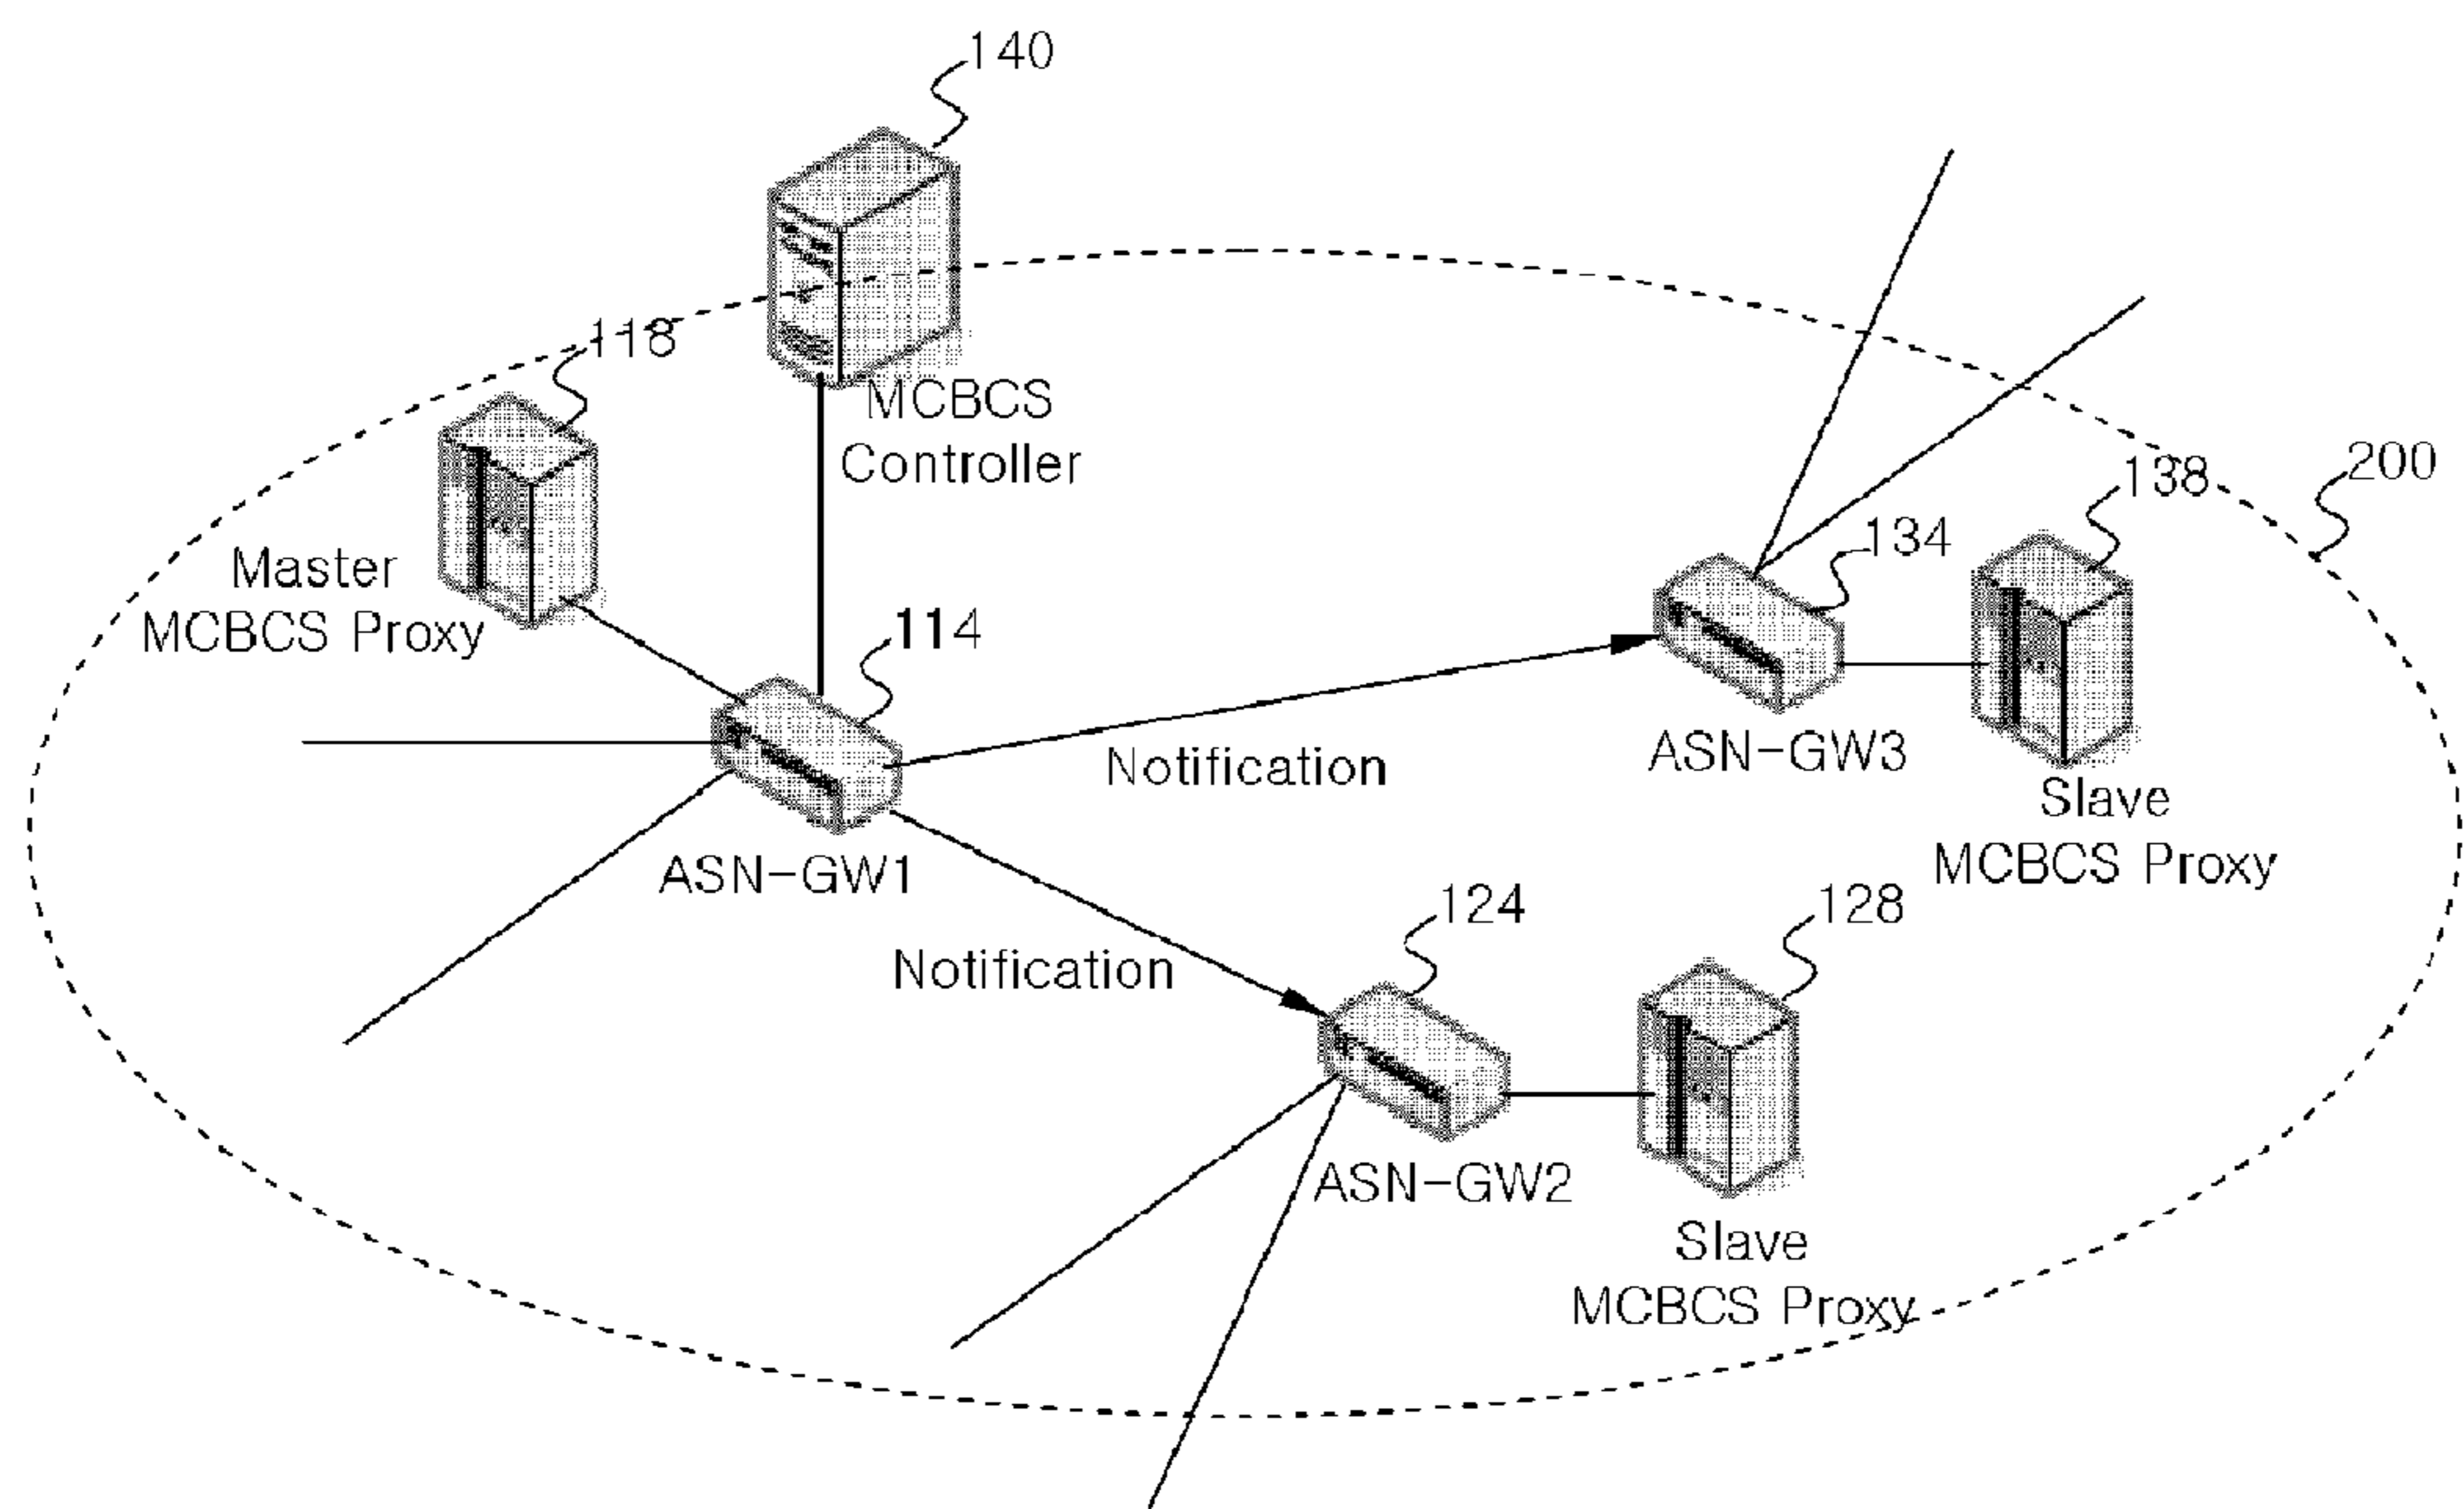 140
118
MCBCS
Controller
200
138
134
Master
MCBCS Proxy
114
ASN-GW3
Notification
Slave
MCBCS Proxy
ASN-GW1
124
128
Notification
ASN-GW2
Slave
MCBCS Proxy